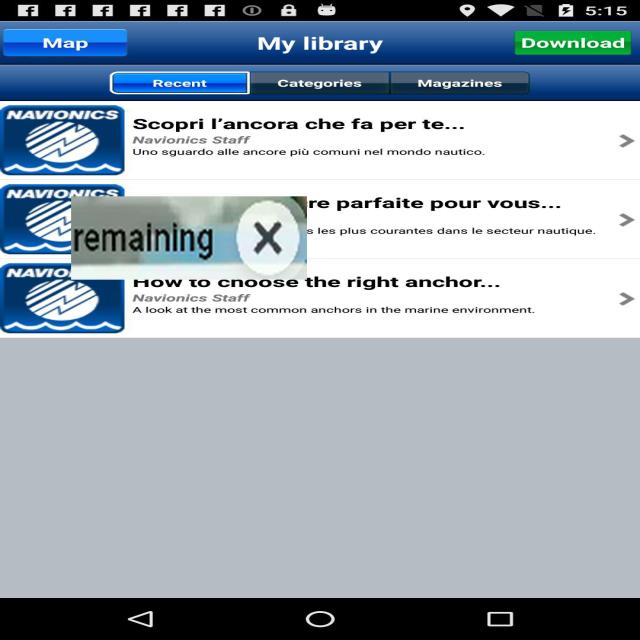 5:15
Map
My library
Download
Recent
Categories
Magazines
NAVIONICS
Scopri l'ancora che fa per te...
Navionics Staff
Uno sguardo alle ancore più comuni nel mondo nautico.
NAVIONICS
re parfaite pour vous...
s les plus courantes dans le secteur nautique.
remaining X
NAVIO
How to choose the right anchor...
Navionics Staff
A look at the most common anchors in the marine environment.